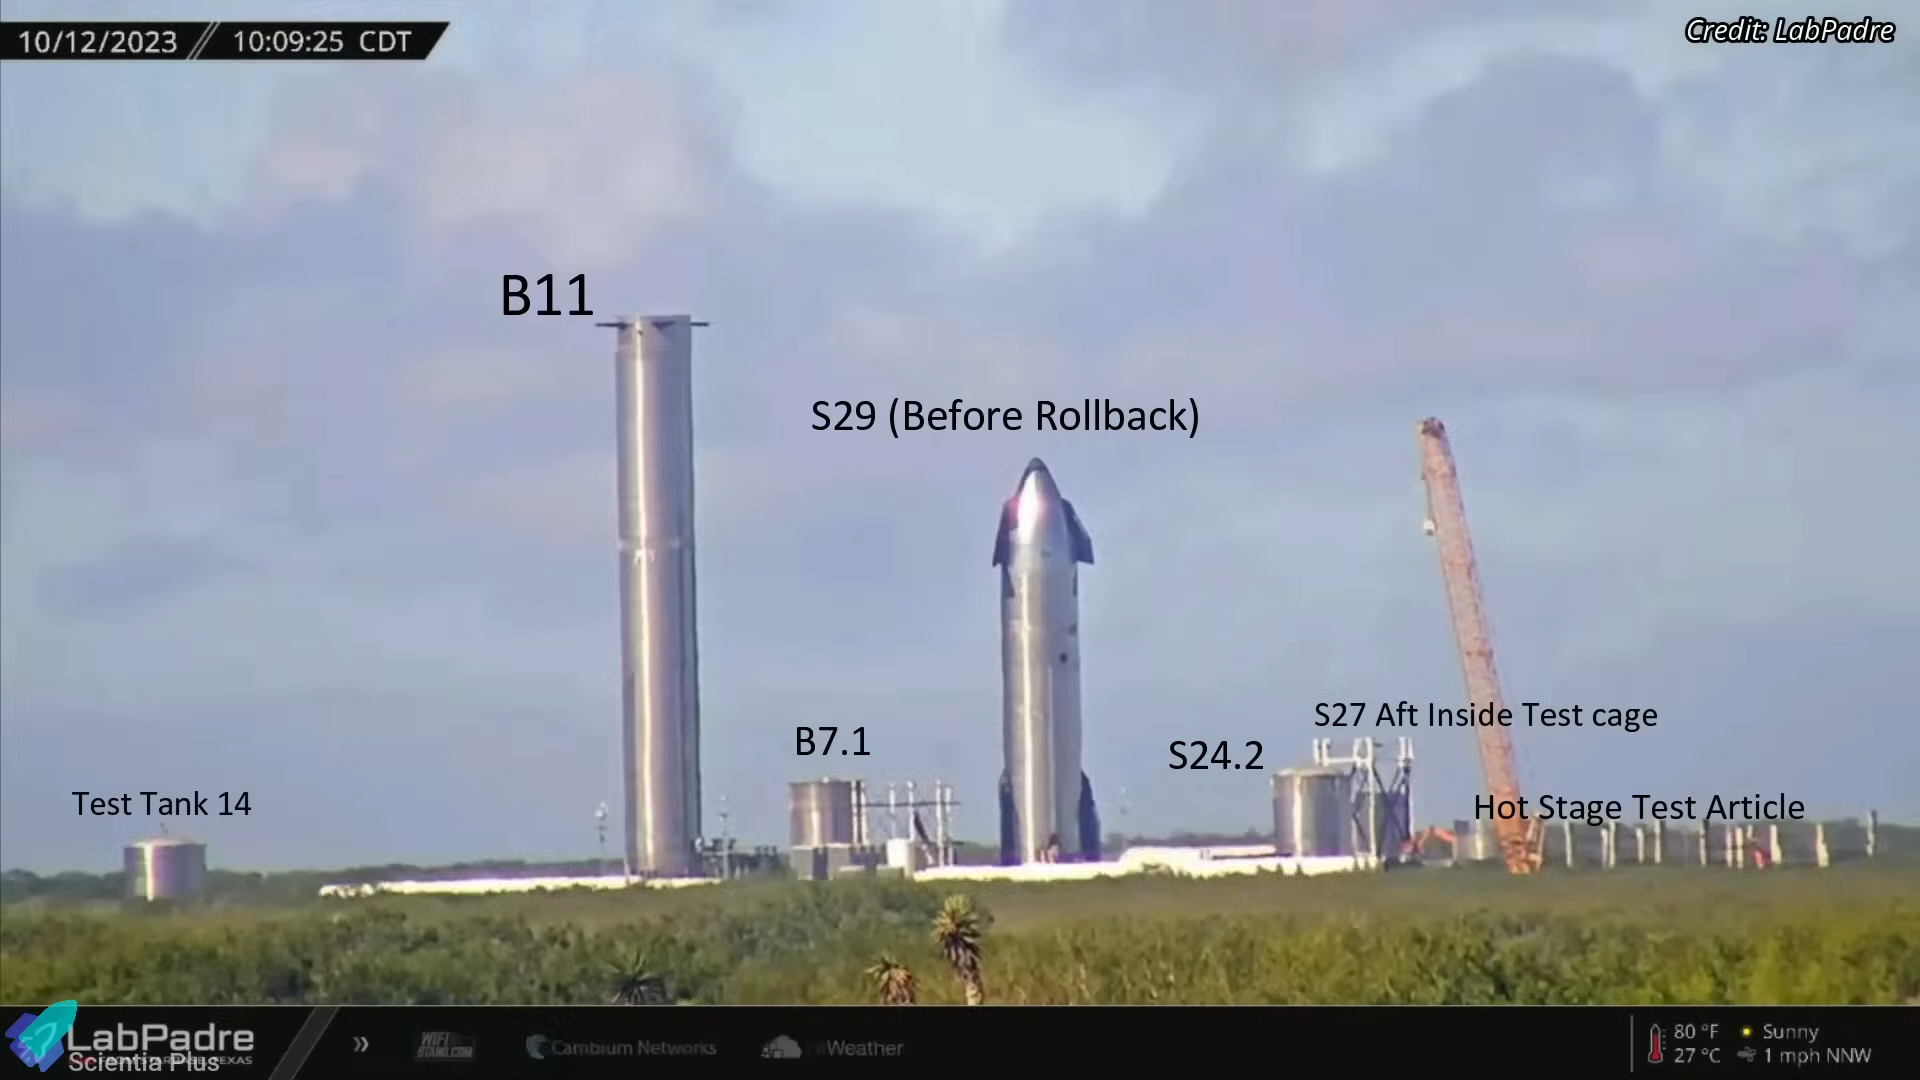 10/12/2023 // 10:09:25 CDT
Credit: LabPadre
B11
S29 (Before Rollback)
S27 Aft Inside Test cage
B7.1
S24.2
Test Tank 14
Hot Stage Test Article
LabPadre
TEXAS
Scientia Plus
»
WIFI
Cambium Networks
Weather
80 °F
Sunny
27 °C
1 mph NNW